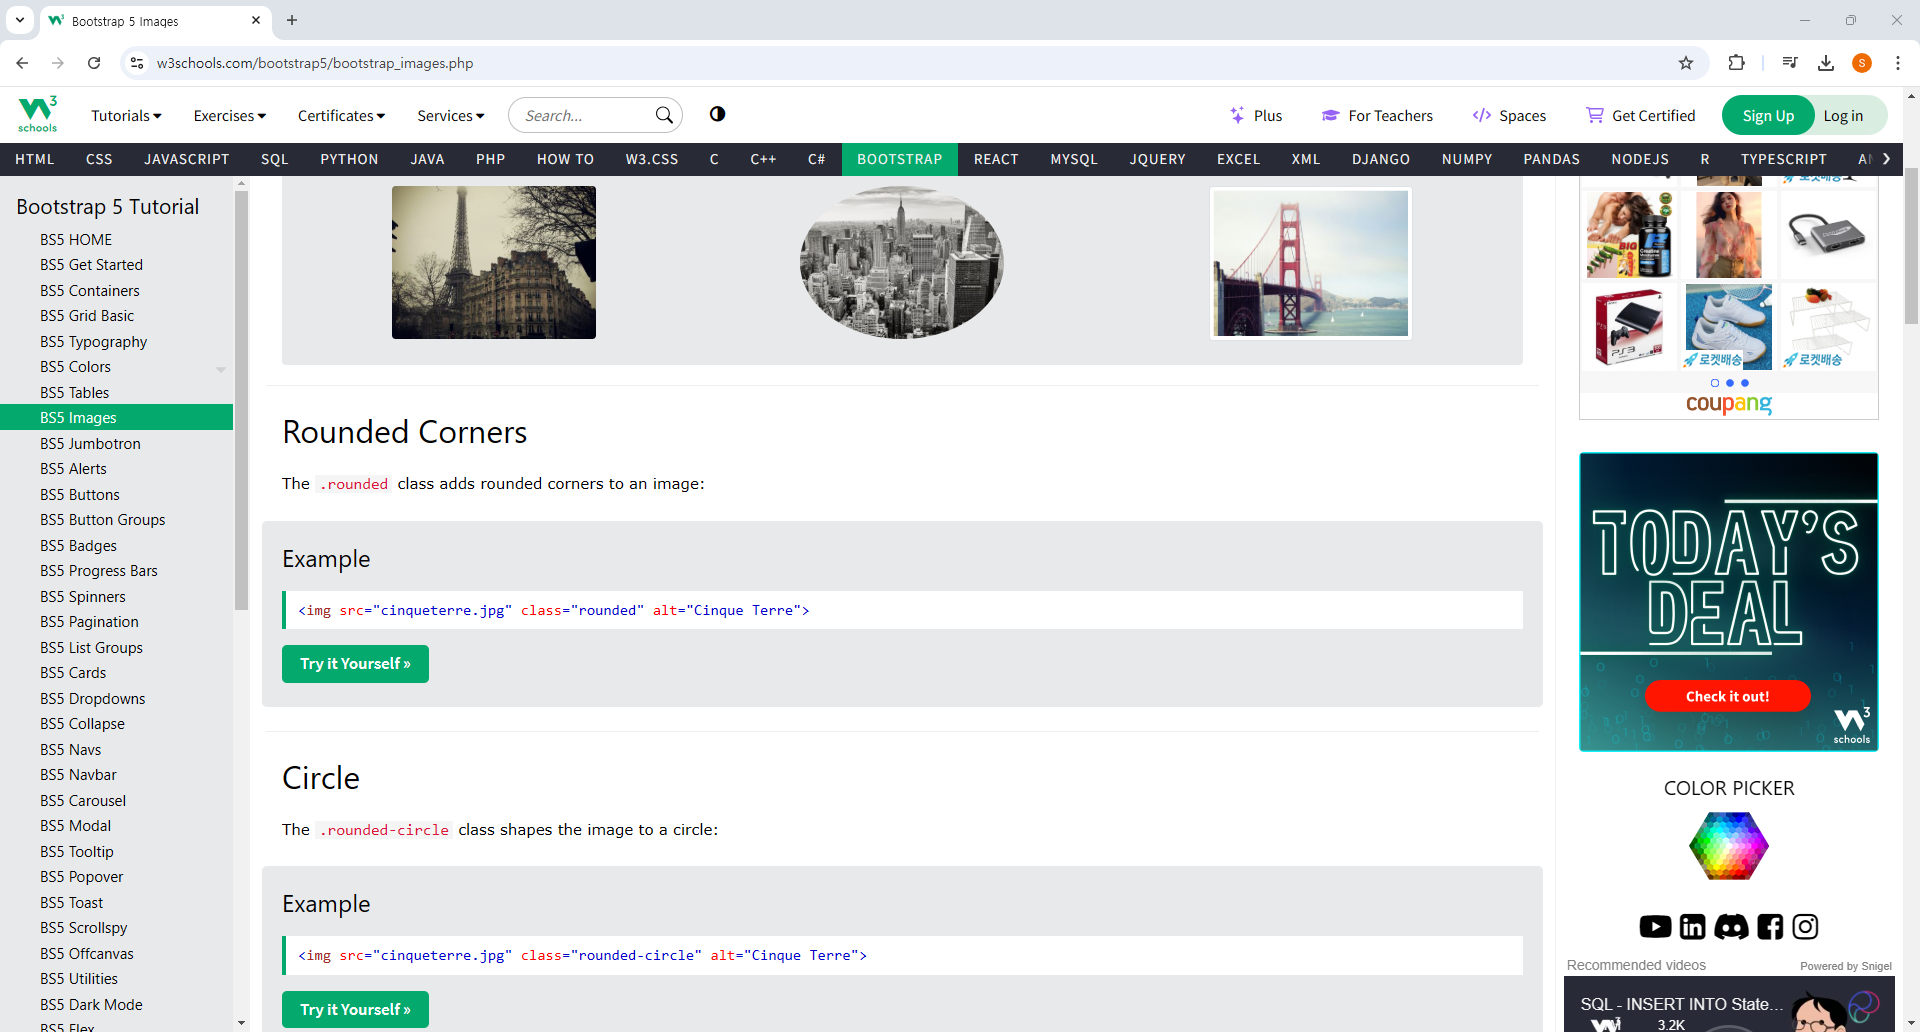 Bootstrap 5 Images
w3schools.com/bootstrap5/bootstrap_images.php
S
3
schools
Tutorials
Exercises
Certificates
Services
Search...
Plus
For Teachers
Spaces
Get Certified
Sign Up
Log in
HTML CSS JAVASCRIPT SQL PYTHON JAVA PHP HOW TO W3.CSS C C++ C# BOOTSTRAP REACT MYSQL JQUERY EXCEL XML DJANGO NUMPY PANDAS NODEJS R TYPESCRIPT
Bootstrap 5 Tutorial
BS5 HOME
BS5 Get Started
BS5 Containers
BS5 Grid Basic
BS5 Typography
BS5 Colors
BS5 Tables
BS5 Images
BS5 Jumbotron
BS5 Alerts
BS5 Buttons
BS5 Button Groups
BS5 Badges
BS5 Progress Bars
BS5 Spinners
BS5 Pagination
BS5 List Groups
BS5 Cards
BS5 Dropdowns
BS5 Collapse
BS5 Navs
BS5 Navbar
BS5 Carousel
BS5 Modal
BS5 Tooltip
BS5 Popover
BS5 Toast
BS5 Scrollspy
BS5 Offcanvas
BS5 Utilities
BS5 Dark Mode
BS5 Flex
Rounded Corners
The .rounded class adds rounded corners to an image:
Example
<img src="cinqueterre.jpg" class="rounded" alt="Cinque Terre">
Try it Yourself »
Circle
The .rounded-circle class shapes the image to a circle:
Example
<img src="cinqueterre.jpg" class="rounded-circle" alt="Cinque Terre">
Try it Yourself »
BIG
PS3
로켓배송
로켓배송
coupang
TODAY'S
DEAL
Check it out!
3
schools
COLOR PICKER
Recommended videos
Powered by Snigel
SQL - INSERT INTO State...
3.2K